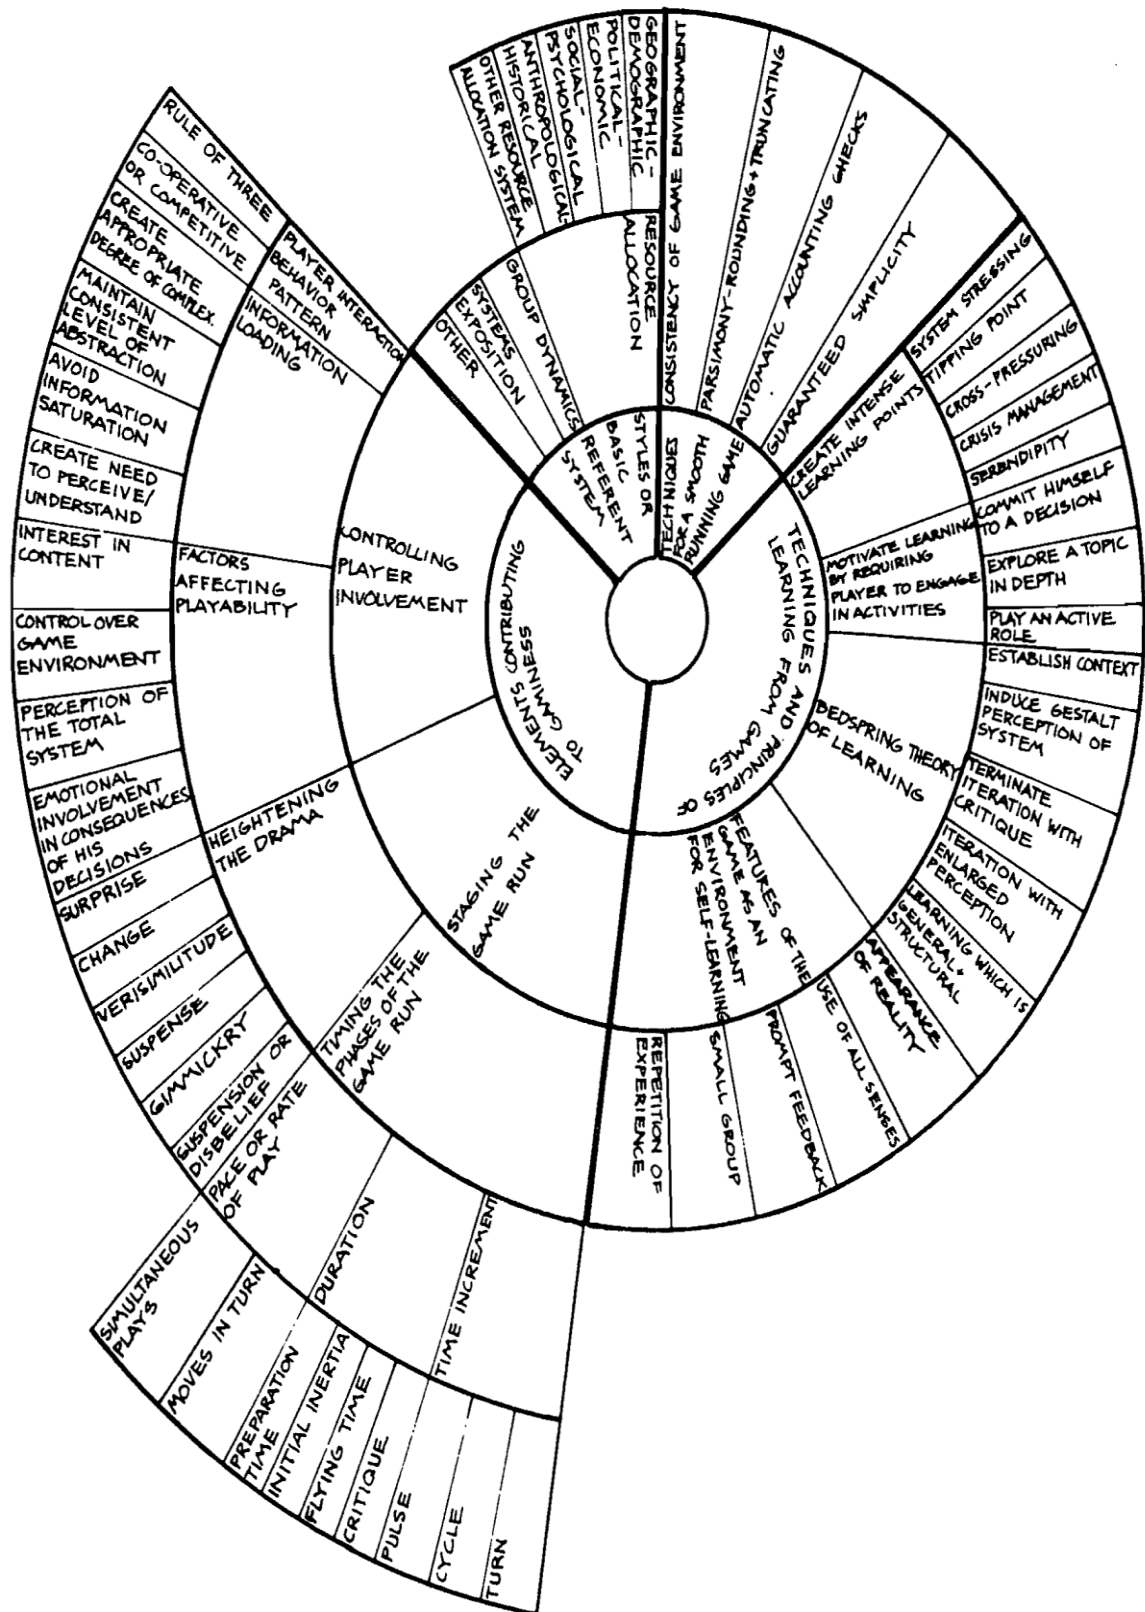 ELEMENTS CONTRIBUTING
TO GAMINESS
CONTROLLING
PLAYER
INVOLVEMENT
PLAYER INTERACTION
PLAYER
BEHAVIOR
PATTERN
INFORMATION
LOADING
RULE OF THREE
CO-OPERATIVE
OR COMPETITIVE
CREATE
APPROPRIATE
DEGREE OF COMPLEX.
MAINTAIN
CONSISTENT
LEVEL OF
ABSTRACTION
AVOID
INFORMATION
SATURATION
CREATE NEED
TO PERCEIVE/
UNDERSTAND
FACTORS
AFFECTING
PLAYABILITY
INTEREST IN
CONTENT
CONTROL OVER
GAME
ENVIRONMENT
PERCEPTION OF
THE TOTAL
SYSTEM
EMOTIONAL
INVOLVEMENT
IN CONSEQUENCES
OF HIS
DECISIONS
STAGING THE
GAME RUN
HEIGHTENING
THE DRAMA
SURPRISE
CHANGE
VERISIMILITUDE
SUSPENSE
GIMMICKRY
SUSPENSION OR
DISBELIEF
TIMING THE
PHASES OF THE
GAME RUN
PACE OR RATE
OF PLAY
SIMULTANEOUS
PLAYS
MOVES IN TURN
DURATION
PREPARATION
TIME
INITIAL INERTIA
FLYING TIME
CRITIQUE
TIME INCREMENT
PULSE
CYCLE
TURN
STYLES OR
BASIC
REFERENT
SYSTEM
OTHER
SYSTEMS
EXPOSITION
GROUP DYNAMICS
RESOURCE
ALLOCATION
OTHER RESOURCE
ALLOCATION SYSTEM
ANTHROPOLOGICAL
HISTORICAL
SOCIAL-
PSYCHOLOGICAL
POLITICAL-
ECONOMIC
GEOGRAPHIC-
DEMOGRAPHIC
TECHNIQUES
FOR A SMOOTH
RUNNING GAME
CONSISTENCY OF GAME ENVIRONMENT
PARSIMONY-ROUNDING+TRUNCATING
AUTOMATIC ACCOUNTING CHECKS
GUARANTEED SIMPLICITY
TECHNIQUES AND
PRINCIPLES OF
LEARNING FROM
GAMES
CREATE INTENSE
LEARNING POINTS
SYSTEM STRESSING
TIPPING POINT
CROSS-PRESSURING
CRISIS MANAGEMENT
SERENDIPITY
MOTIVATE LEARNING
BY REQUIRING
PLAYER TO ENGAGE
IN ACTIVITIES
COMMIT HIMSELF
TO A DECISION
EXPLORE A TOPIC
IN DEPTH
PLAY AN ACTIVE
ROLE
BEDSPRING THEORY
OF LEARNING
ESTABLISH CONTEXT
INDUCE GESTALT
PERCEPTION OF
SYSTEM
TERMINATE
ITERATION WITH
CRITIQUE
ITERATION WITH
ENLARGED
PERCEPTION
LEARNING WHICH IS
GENERAL+
STRUCTURAL
FEATURES OF THE
GAME AS AN
ENVIRONMENT
FOR SELF-LEARNING
APPEARANCE
OF REALITY
USE OF ALL SENSES
PROMPT FEEDBACK
SMALL GROUP
REPETITION OF
EXPERIENCE